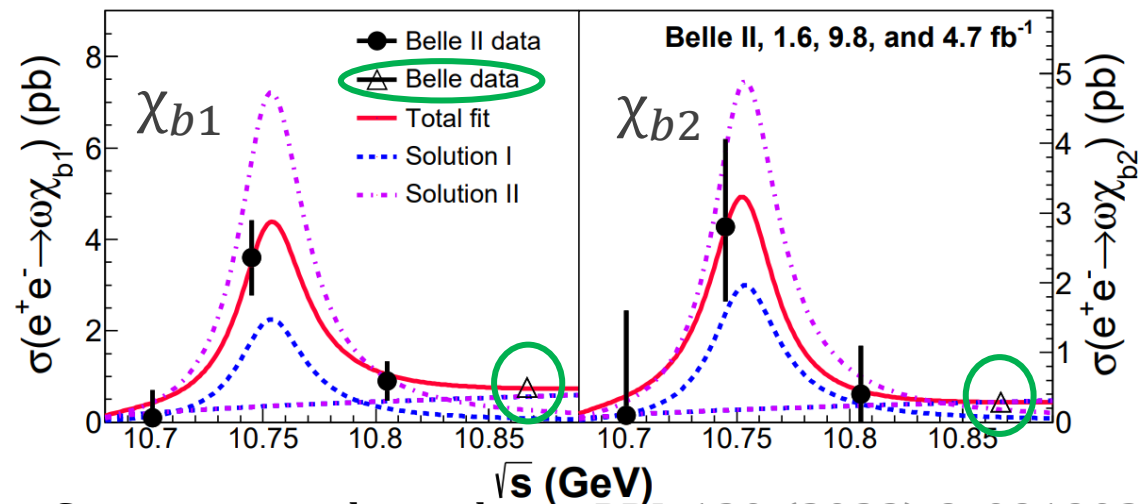 Belle II data
Belle data
Total fit
Solution I
Solution II
χb1
σ(e+e-→ωχb1) (pb)
8
6
4
2
0
10.7 10.75 10.8 10.85
Belle II, 1.6, 9.8, and 4.7 fb-1
χb2
σ(e+e-→ωχb2) (pb)
5
4
3
2
1
0
10.7 10.75 10.8 10.85
√s (GeV)